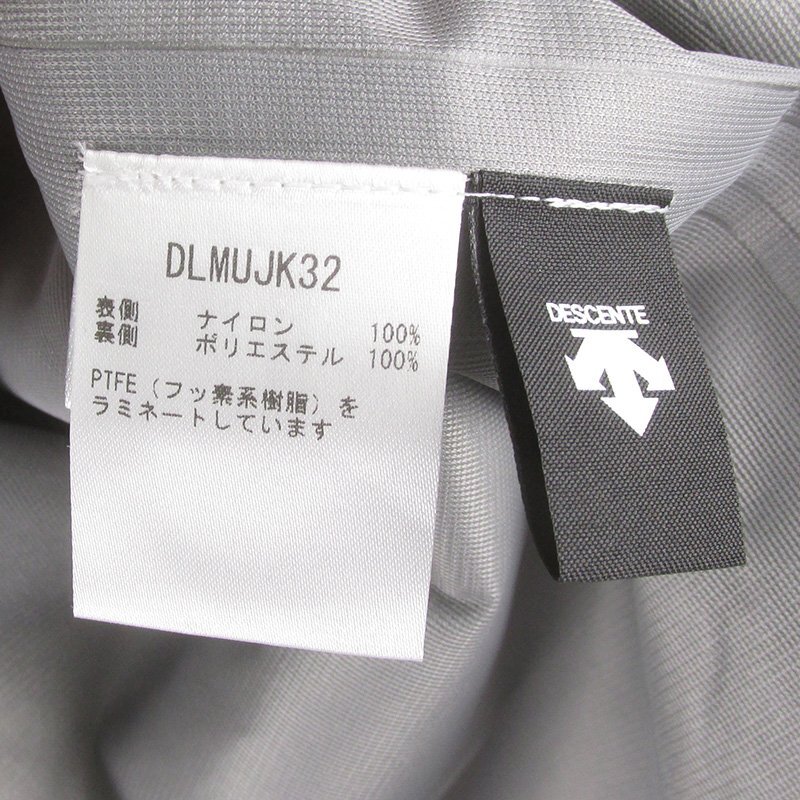 DLMUJK32
表側 ナイロン 100%
裏側 ポリエステル 100%
PTFE (フッ素系樹脂) を
ラミネートしています
DESCENTE